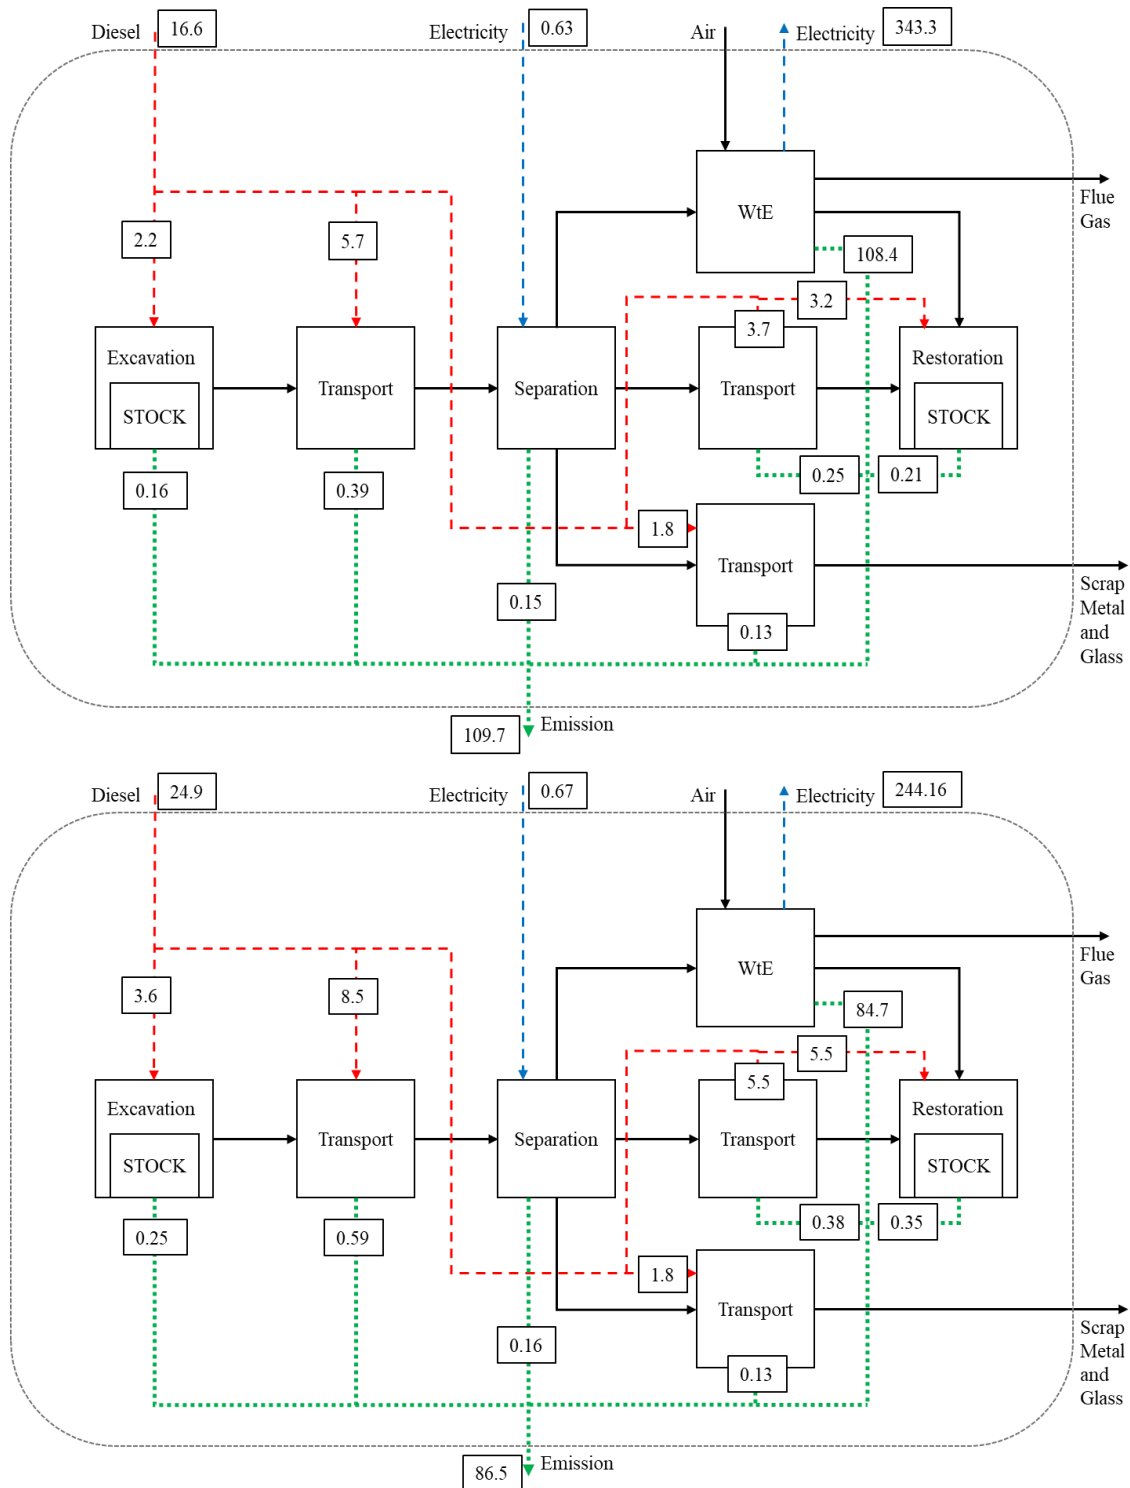 Diesel 16.6 Electricity 0.63 Air Electricity 343.3
Flue
Gas
WtE
2.2 5.7 108.4
3.2
3.7
Excavation Restoration
Transport Separation Transport
STOCK STOCK
0.16 0.39 0.25 0.21
1.8
Transport
Scrap
Metal
and
Glass
0.15
0.13
Emission
109.7
Diesel 24.9 Electricity 0.67 Air Electricity 244.16
Flue
Gas
WtE
3.6 8.5 84.7
5.5
5.5
Excavation Restoration
Transport Separation Transport
STOCK STOCK
0.25 0.59 0.38 0.35
1.8
Transport
Scrap
Metal
and
Glass
0.16
0.13
Emission
86.5